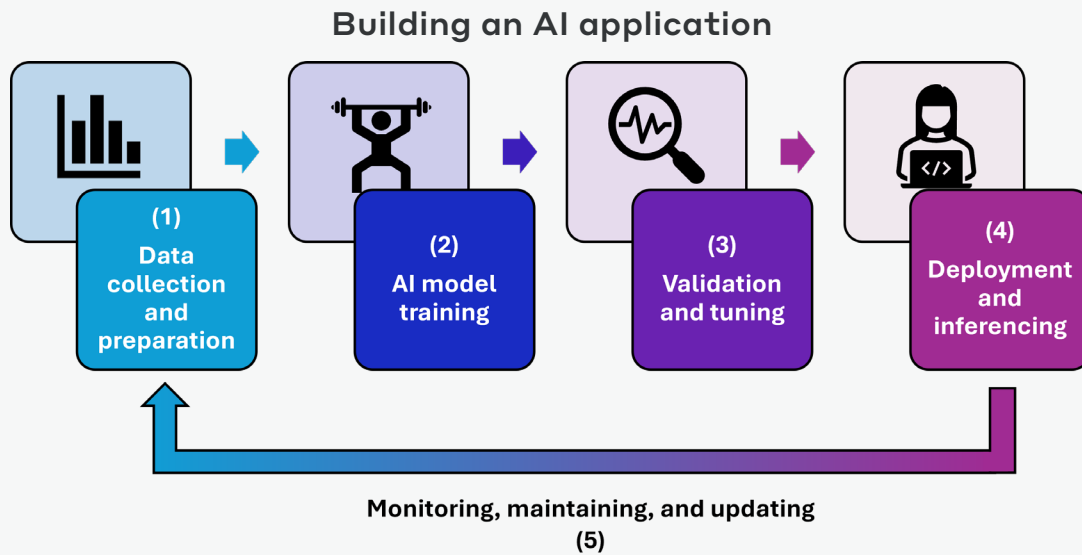 Building an AI application
(1)
Data
collection
and
preparation
(2)
AI model
training
(3)
Validation
and tuning
</>
(4)
Deployment
and
inferencing
Monitoring, maintaining, and updating
(5)